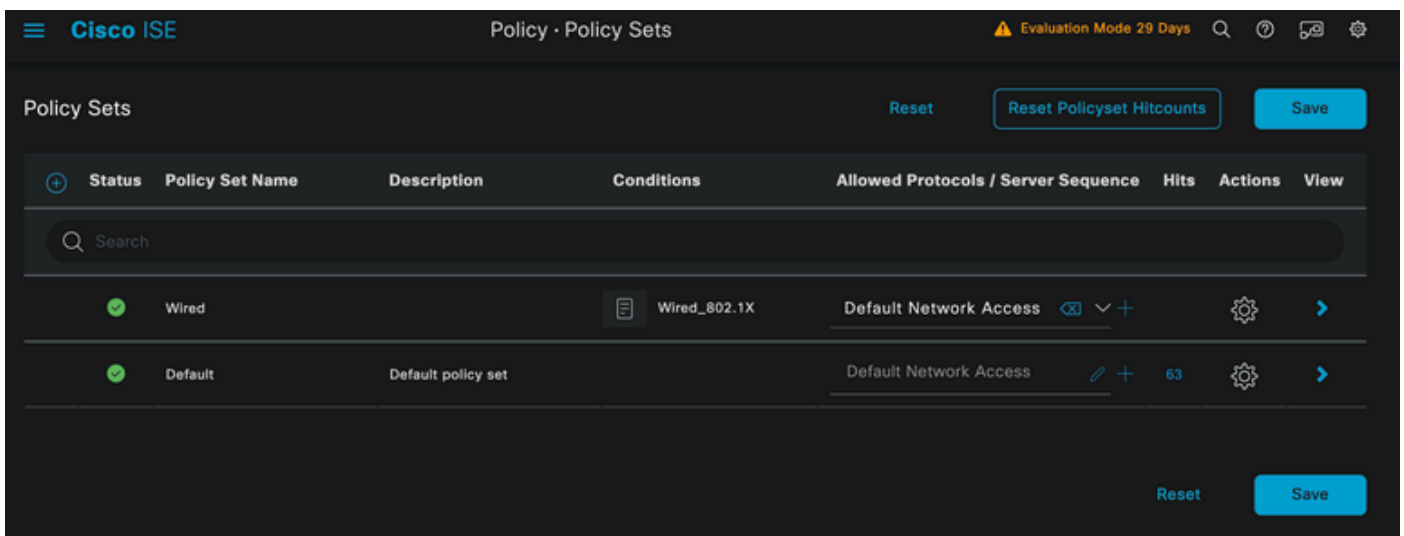 Cisco ISE Policy · Policy Sets Evaluation Mode 29 Days
Policy Sets Reset Reset Policyset Hitcounts Save
Status Policy Set Name Description Conditions Allowed Protocols / Server Sequence Hits Actions View
Search
Wired Wired_802.1X Default Network Access
Default Default policy set Default Network Access 63
Reset Save